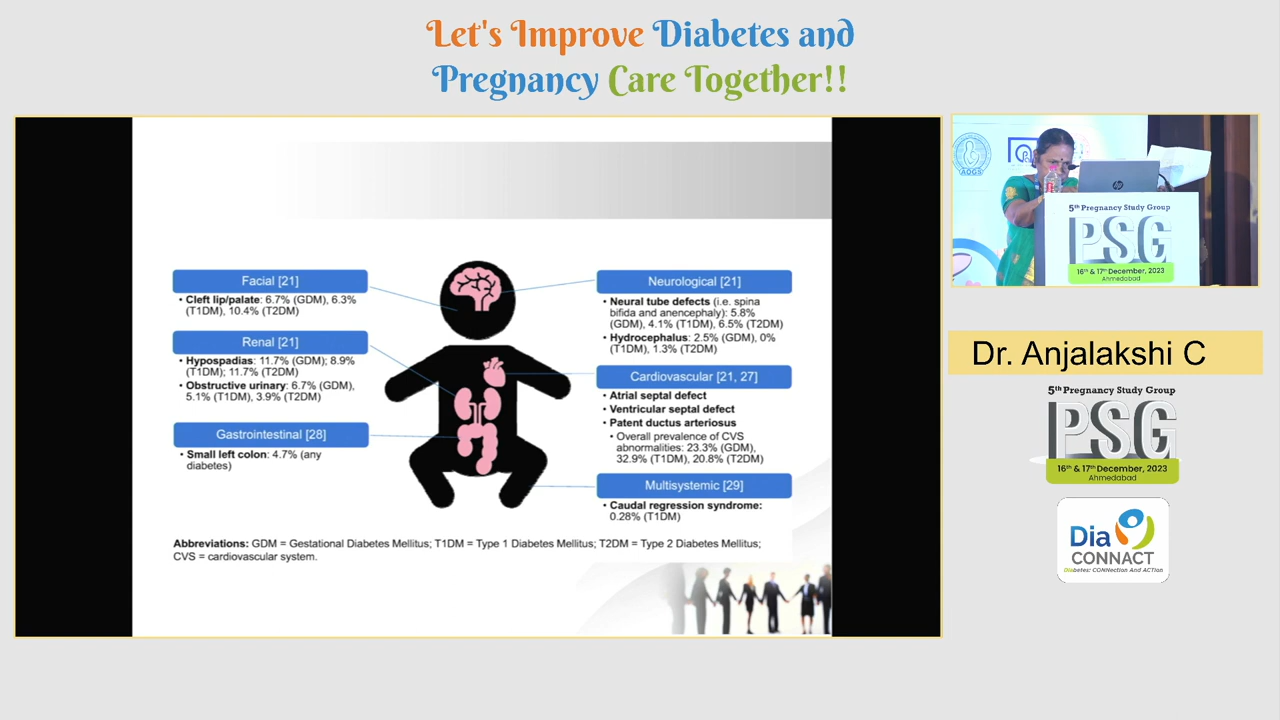 Let's Improve Diabetes and
Pregnancy Care Together!!
Facial [21]
• Cleft lip/palate: 6.7% (GDM), 6.3%
(T1DM), 10.4% (T2DM)
Renal [21]
• Hypospadias: 11.7% (GDM); 8.9%
(T1DM); 11.7% (T2DM)
• Obstructive urinary: 6.7% (GDM),
5.1% (T1DM), 3.9% (T2DM)
Gastrointestinal [28]
• Small left colon: 4.7% (any
diabetes)
Neurological [21]
• Neural tube defects (i.e. spina
bifida and anencephaly): 5.8%
(GDM), 4.1% (T1DM), 6.5% (T2DM)
• Hydrocephalus: 2.5% (GDM), 0%
(T1DM), 1.3% (T2DM)
Cardiovascular [21, 27]
• Atrial septal defect
• Ventricular septal defect
• Patent ductus arteriosus
• Overall prevalence of CVS
abnormalities: 23.3% (GDM),
32.9% (T1DM), 20.8% (T2DM)
Multisystemic [29]
• Caudal regression syndrome:
0.28% (T1DM)
Abbreviations: GDM = Gestational Diabetes Mellitus; T1DM = Type 1 Diabetes Mellitus; T2DM = Type 2 Diabetes Mellitus;
CVS = cardiovascular system.
AOGS
hp
5th Pregnancy Study Group
PSG
16th & 17th December, 2023
Ahmedabad
Dr. Anjalakshi C
5th Pregnancy Study Group
PSG
16th & 17th December, 2023
Ahmedabad
Dia
CONNACT
Diabetes: CONNection And ACTion